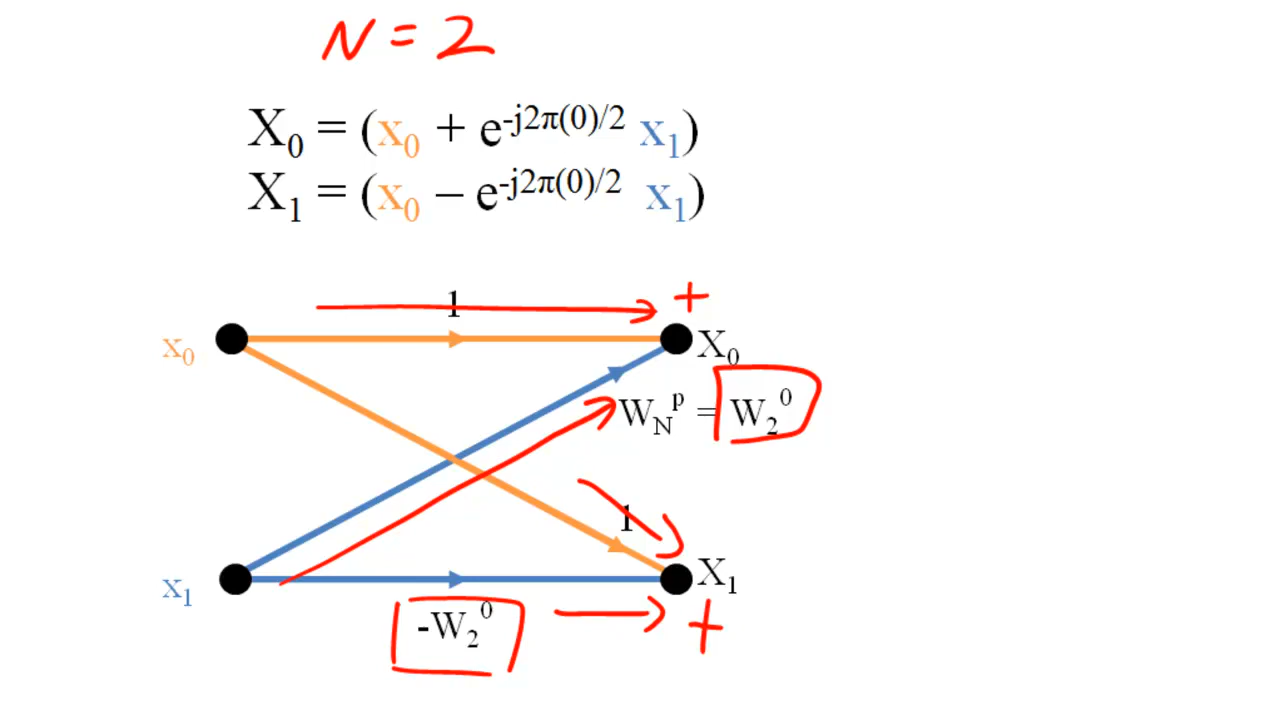 N = 2
X₀ = (x₀ + e^-j2π(0)/2 x₁)
X₁ = (x₀ – e^-j2π(0)/2 x₁)
1 +
x₀ X₀
W_N^p = W₂⁰
1
x₁ X₁
-W₂⁰ +